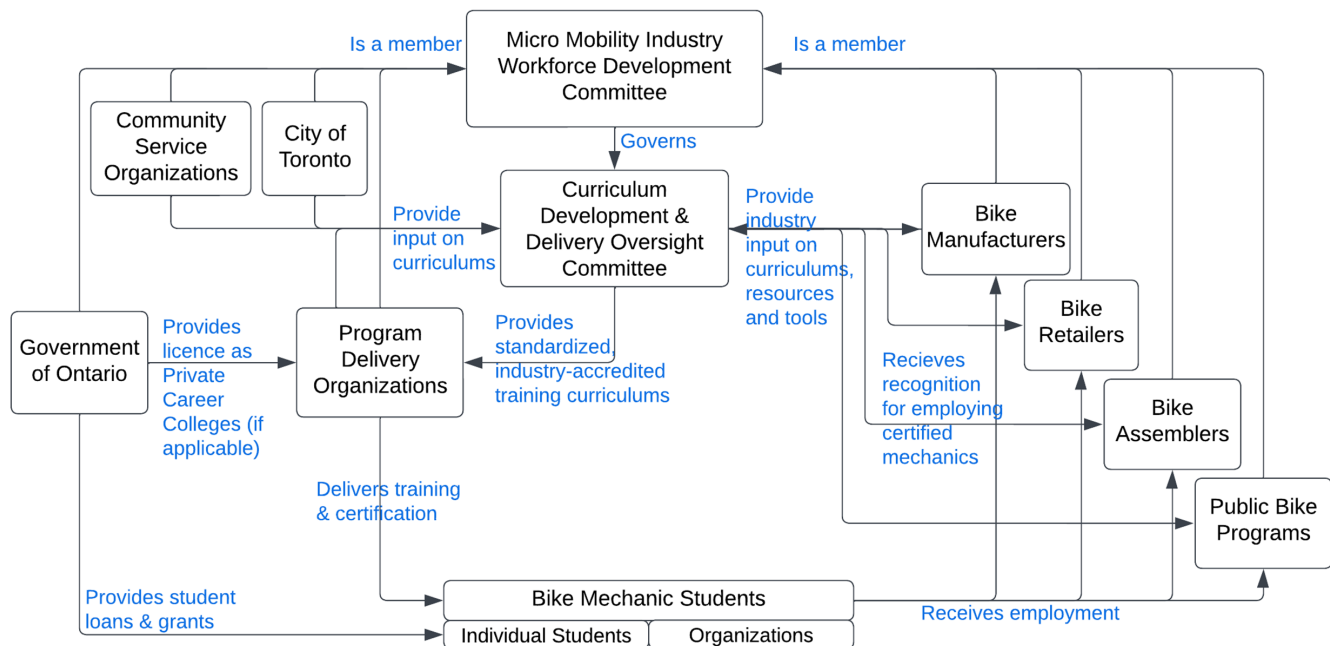 Is a member
Micro Mobility Industry
Workforce Development
Committee
Is a member
Community
Service
Organizations
City of
Toronto
Governs
Provide
input on
curriculums
Curriculum
Development &
Delivery Oversight
Committee
Provide
industry
input on
curriculums,
resources
and tools
Bike
Manufacturers
Bike
Retailers
Government
of Ontario
Provides
licence as
Private
Career
Colleges (if
applicable)
Program
Delivery
Organizations
Provides
standardized,
industry-accredited
training curriculums
Recieves
recognition
for employing
certified
mechanics
Bike
Assemblers
Delivers training
& certification
Public Bike
Programs
Provides student
loans & grants
Bike Mechanic Students
Individual Students
Organizations
Receives employment